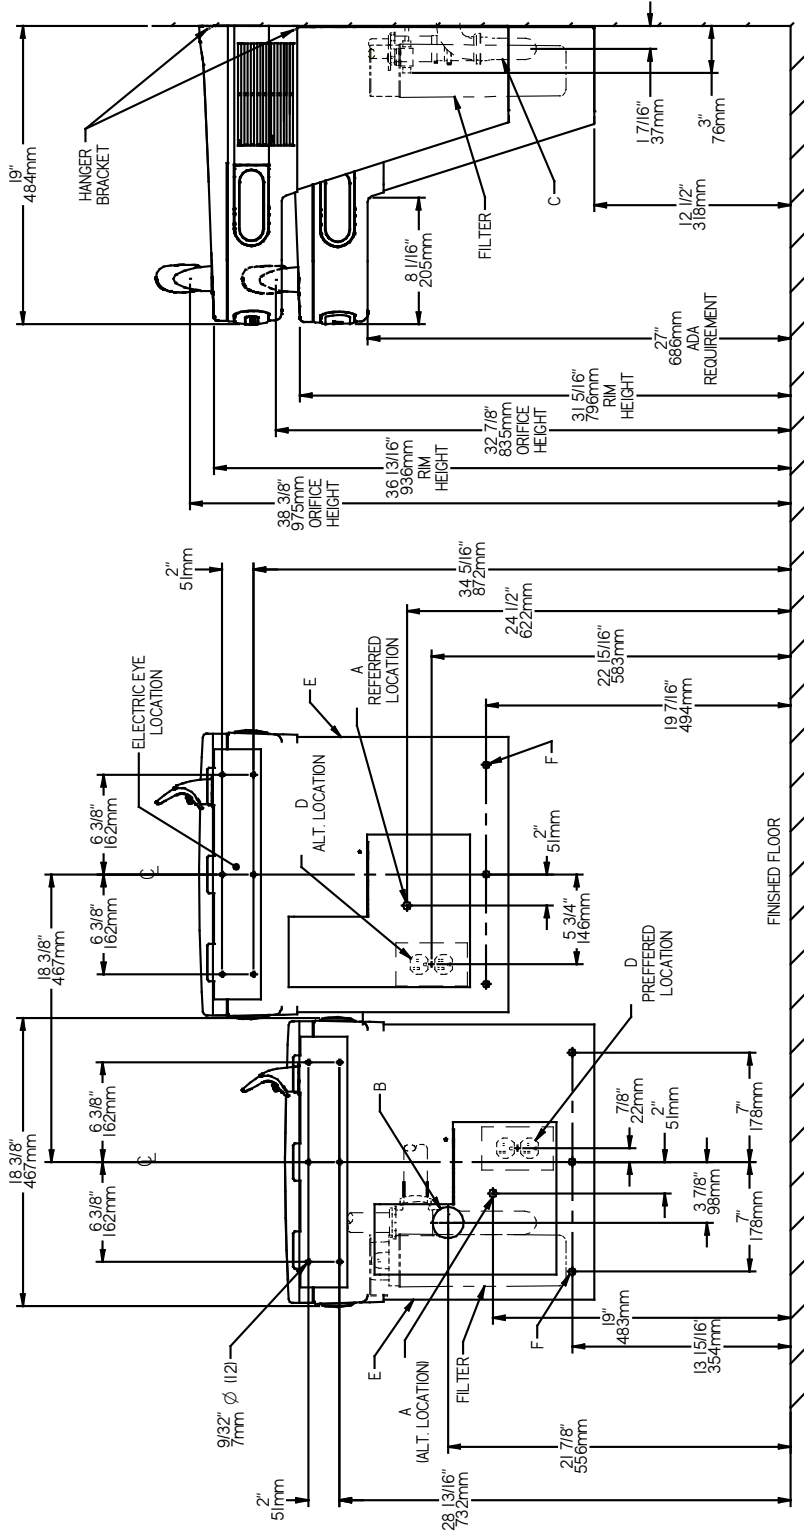 19"
484mm
HANGER
BRACKET
8 1/16"
205mm
FILTER
C
1 7/16"
37mm
3"
76mm
12 1/2"
318mm
27"
686mm
ADA
REQUIREMENT
31 5/16"
796mm
RIM
HEIGHT
32 7/8"
835mm
ORIFICE
HEIGHT
36 13/16"
936mm
RIM
HEIGHT
38 3/8"
975mm
ORIFICE
HEIGHT
2"
51mm
34 5/16"
872mm
ELECTRIC EYE
LOCATION
E
A
REFERRED
LOCATION
24 1/2"
622mm
22 15/16"
583mm
19 7/16"
494mm
18 3/8"
467mm
6 3/8"
162mm
6 3/8"
162mm
CL
D
ALT. LOCATION
F
2"
51mm
5 3/4"
146mm
FINISHED FLOOR
18 3/8"
467mm
6 3/8"
162mm
6 3/8"
162mm
CL
B
D
PREFFERED
LOCATION
7/8"
22mm
2"
51mm
3 7/8"
98mm
7"
178mm
7"
178mm
9/32"
7mm Ø (12)
E
A
(ALT. LOCATION)
FILTER
F
19"
483mm
13 15/16"
354mm
2"
51mm
21 7/8"
556mm
28 13/16"
732mm